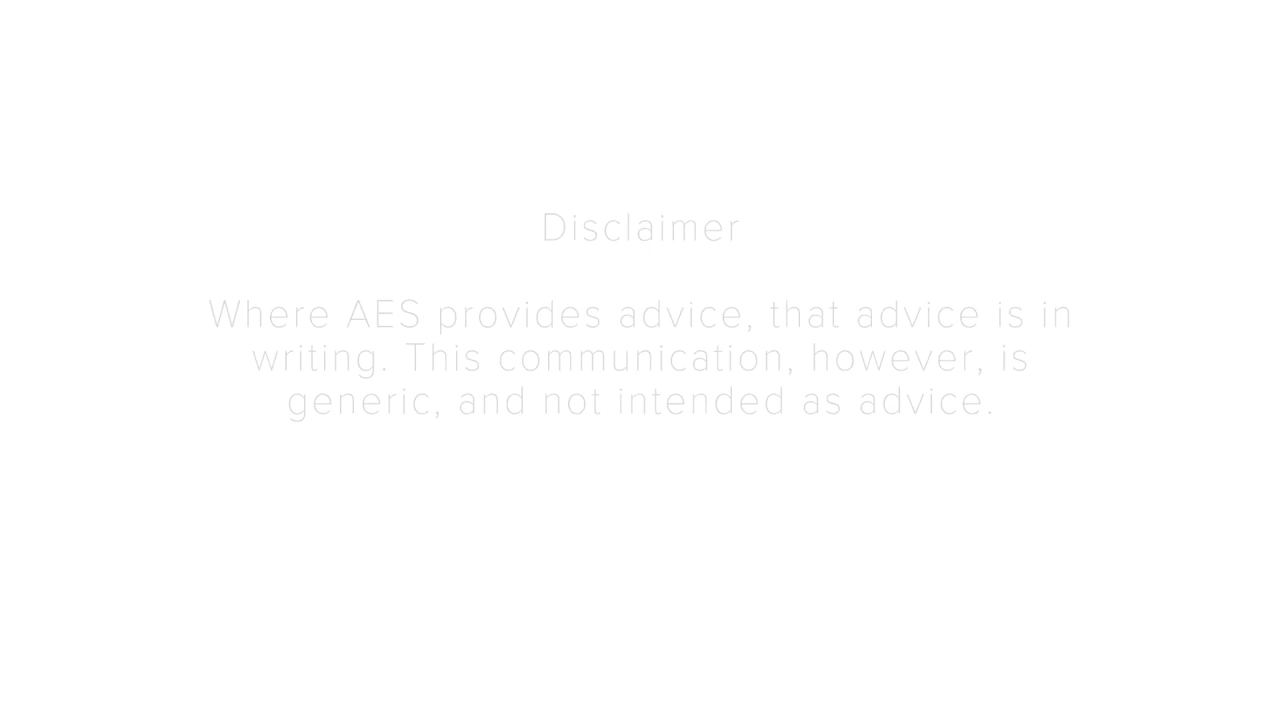 Disclaimer
Where AES provides advice, that advice is in
writing. This communication, however, is
generic, and not intended as advice.